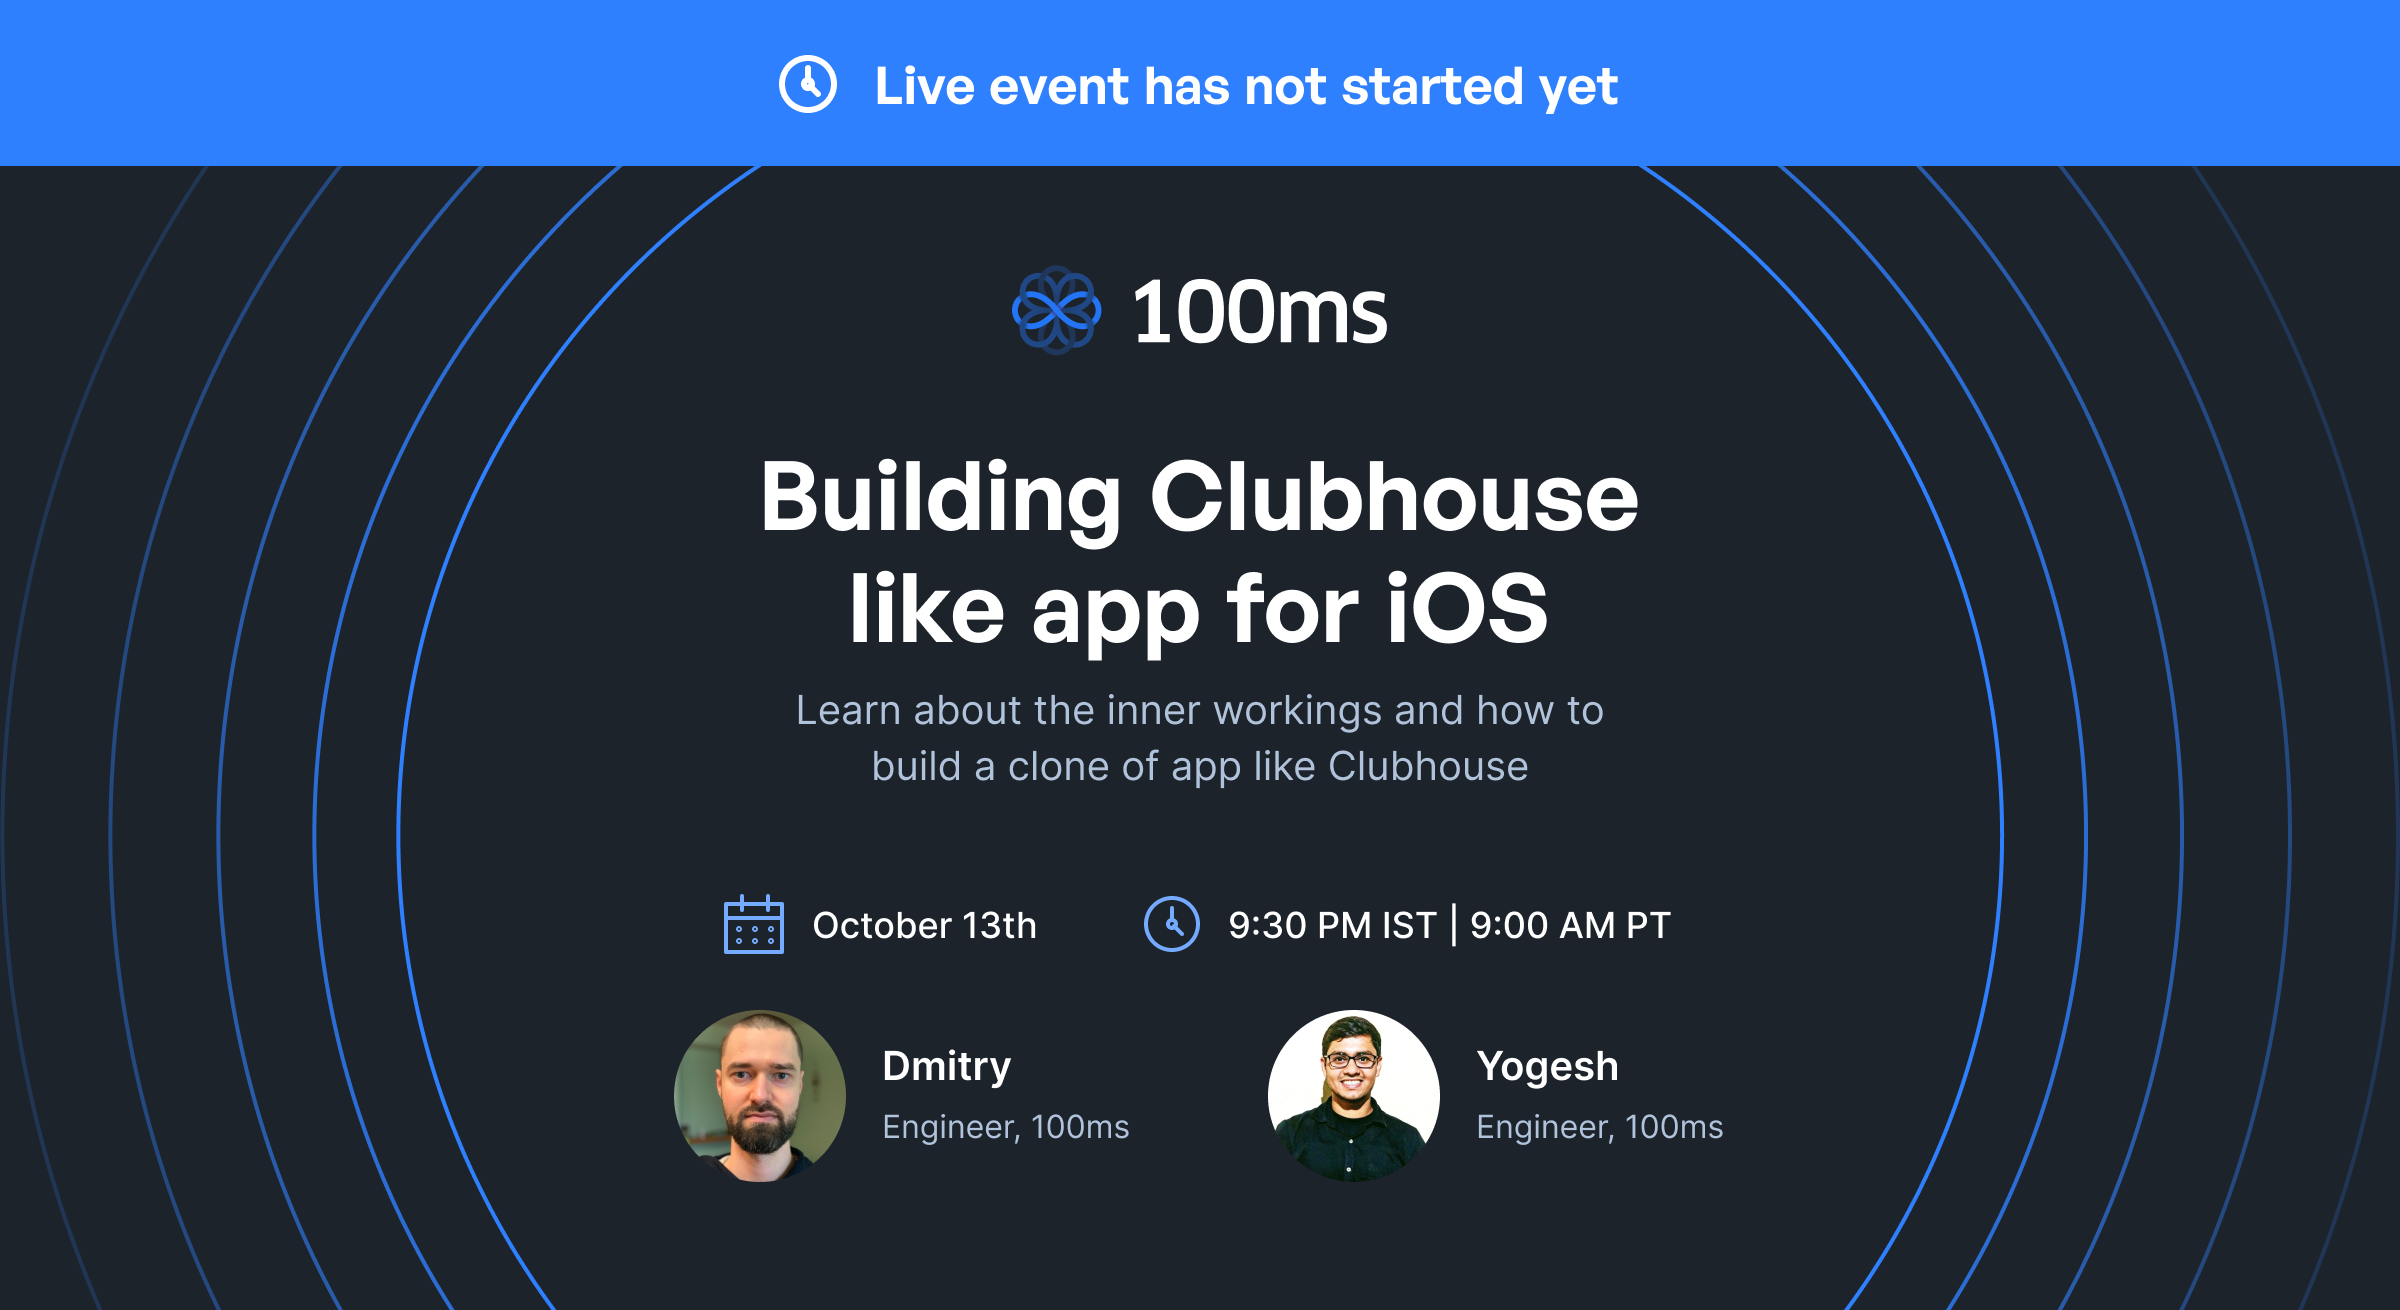 Live event has not started yet
100ms
Building Clubhouse
like app for iOS
Learn about the inner workings and how to
build a clone of app like Clubhouse
October 13th
9:30 PM IST | 9:00 AM PT
Dmitry
Engineer, 100ms
Yogesh
Engineer, 100ms